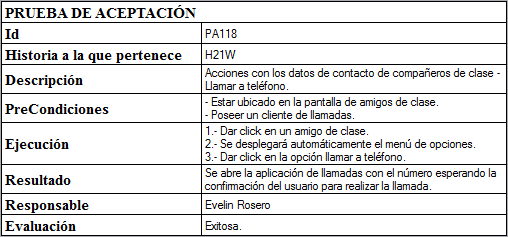 PRUEBA DE ACEPTACIÓN
Id PA118
Historia a la que pertenece H21W
Descripción Acciones con los datos de contacto de compañeros de clase -
Llamar a teléfono.
PreCondiciones - Estar ubicado en la pantalla de amigos de clase.
- Poseer un cliente de llamadas.
Ejecución 1.- Dar click en un amigo de clase.
2.- Se desplegará automáticamente el menú de opciones.
3.- Dar click en la opción llamar a teléfono.
Resultado Se abre la aplicación de llamadas con el número esperando la
confirmación del usuario para realizar la llamada.
Responsable Evelin Rosero
Evaluación Exitosa.